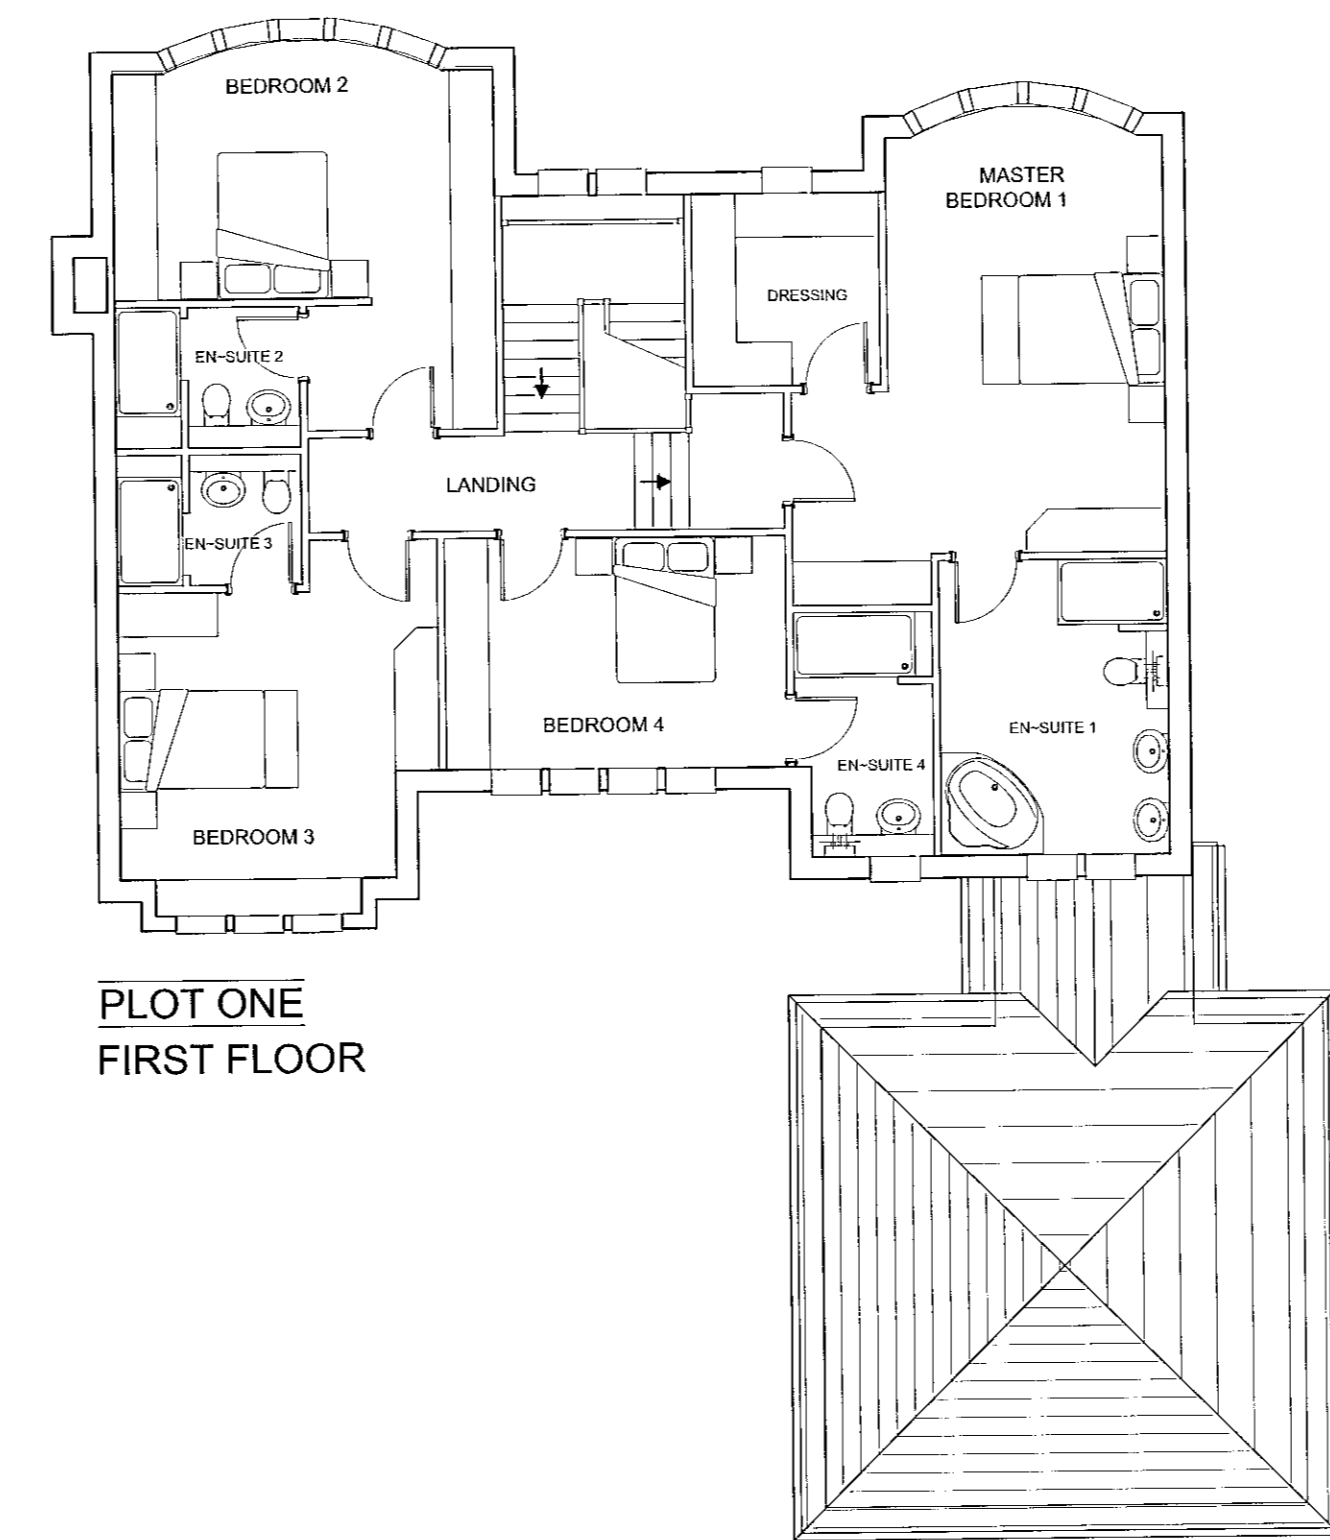 BEDROOM 2
MASTER
BEDROOM 1
DRESSING
EN~SUITE 2
LANDING
EN~SUITE 3
BEDROOM 4
EN~SUITE 1
EN~SUITE 4
BEDROOM 3
PLOT ONE
FIRST FLOOR